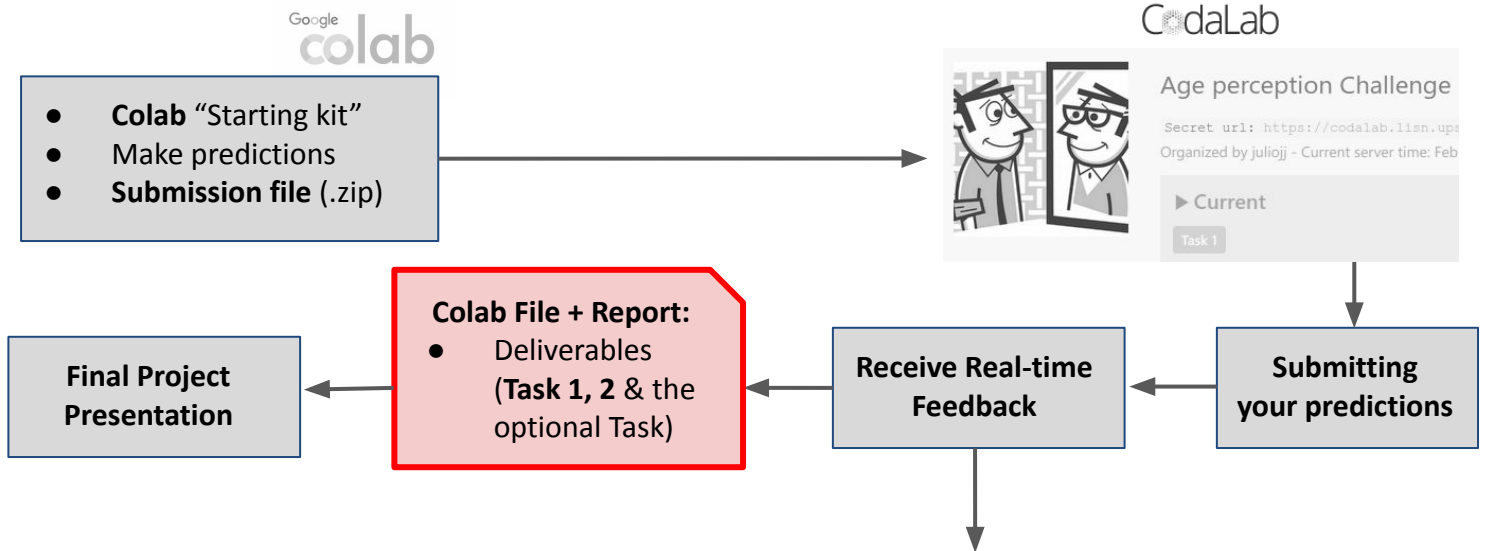 Google
colab
● Colab “Starting kit”
● Make predictions
● Submission file (.zip)
CodaLab
Age perception Challenge
Secret url: https://codalab.lisn.ups
Organized by juliojj - Current server time: Feb
▶ Current
Task 1
Final Project
Presentation
Colab File + Report:
● Deliverables
(Task 1, 2 & the
optional Task)
Receive Real-time
Feedback
Submitting
your predictions